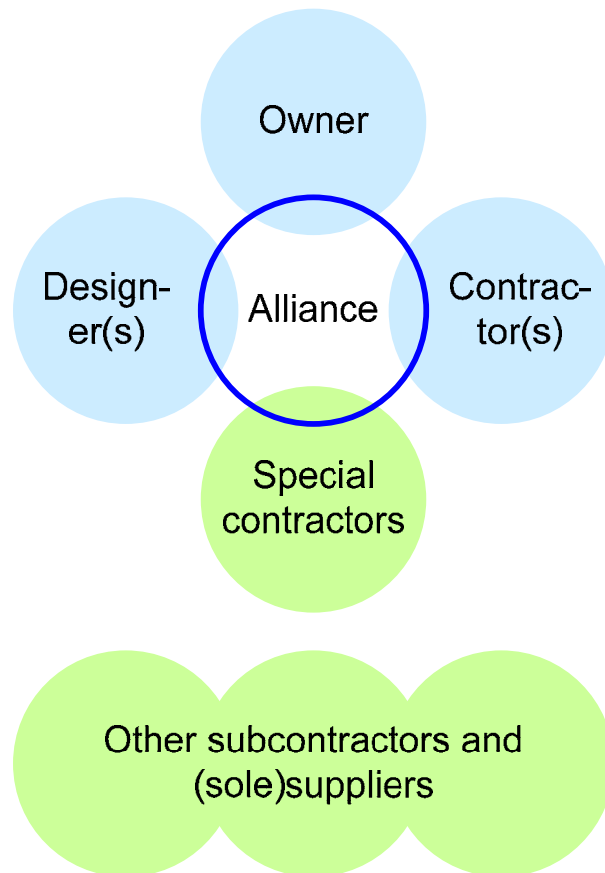 Owner
Design-
er(s)
Alliance
Contrac-
tor(s)
Special
contractors
Other subcontractors and
(sole)suppliers